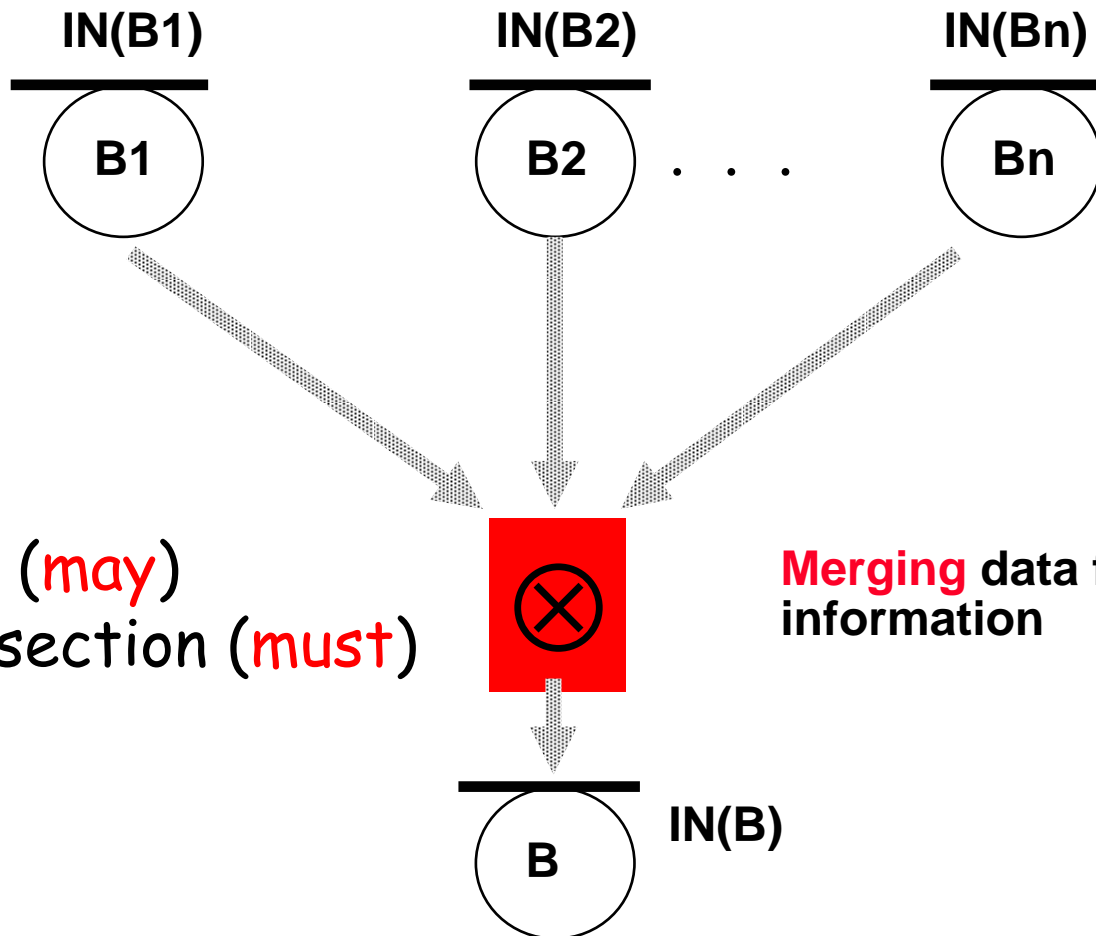 IN(B1) IN(B2) IN(Bn)
B1 B2 . . . Bn
(may)
section (must)
Merging data
information
IN(B)
B